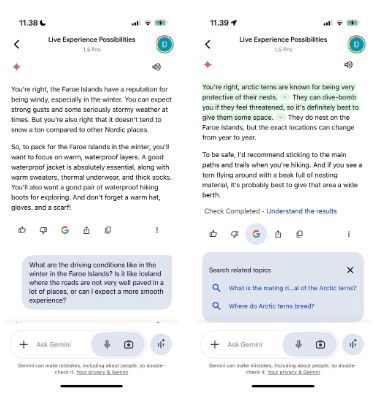 11.38
Live Experience Possibilities
1.5 Pro
D
You're right, the Faroe Islands have a reputation for
being windy, especially in the winter. You can expect
strong gusts and some seriously stormy weather at
times. But you're also right that it doesn't tend to
snow a ton compared to other Nordic places.
So, to pack for the Faroe Islands in the winter, you'll
want to focus on warm, waterproof layers. A good
waterproof jacket is absolutely essential, along with
warm sweaters, thermal underwear, and thick socks.
You'll also want a good pair of waterproof hiking
boots for exploring. And don't forget a warm hat,
gloves, and a scarf!
What are the driving conditions like in the
winter in the Faroe Islands? Is it like Iceland
where the roads are not very well paved in a
lot of places, or can I expect a more smooth
experience?
Ask Gemini
Gemini can make mistakes, including about people, so double-
check it. Your privacy & Gemini
11.39
Live Experience Possibilities
1.5 Pro
D
You're right, arctic terns are known for being very
protective of their nests. They can dive-bomb
you if they feel threatened, so it's definitely best to
give them some space. They do nest on the
Faroe Islands, but the exact locations can change
from year to year.
To be safe, I'd recommend sticking to the main
paths and trails when you're hiking. And if you see a
tern flying around with a beak full of nesting
material, it's probably best to give that area a wide
berth.
Check Completed • Understand the results
Search related topics
What is the mating ri...al of the Arctic terns?
Where do Arctic terns breed?
Ask Gemini
Gemini can make mistakes, including about people, so double-
check it. Your privacy & Gemini